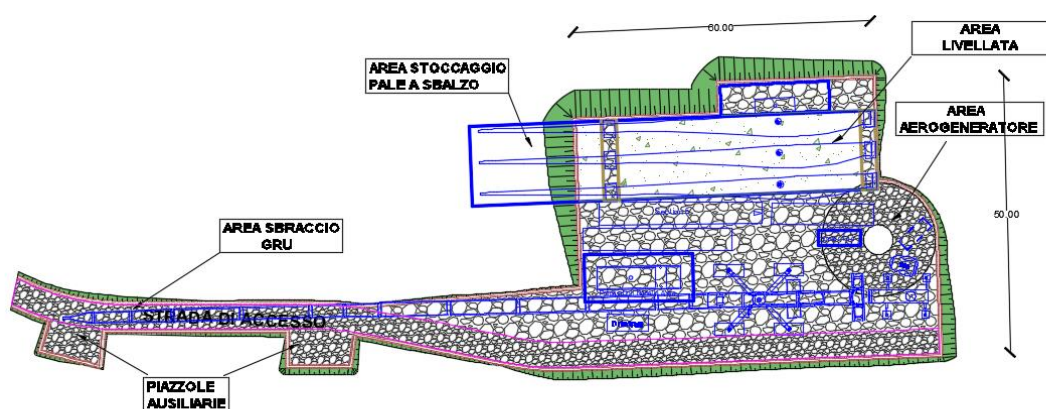 60.00
AREA
LIVELLATA
AREA STOCCAGGIO
PALE A SBALZO
AREA
AEROGENERATORE
50.00
AREA SBRACCIO
GRU
STRADA DI ACCESSO
PIAZZOLE
AUSILIARIE